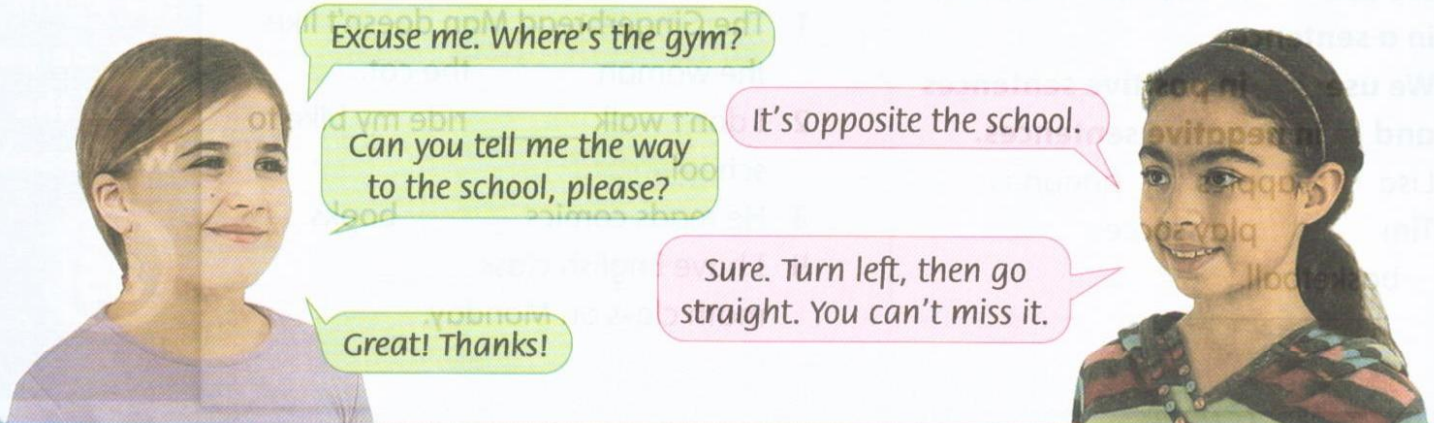 Excuse me. Where's the gym?
It's opposite the school.
Can you tell me the way
to the school, please?
Sure. Turn left, then go
straight. You can't miss it.
Great! Thanks!